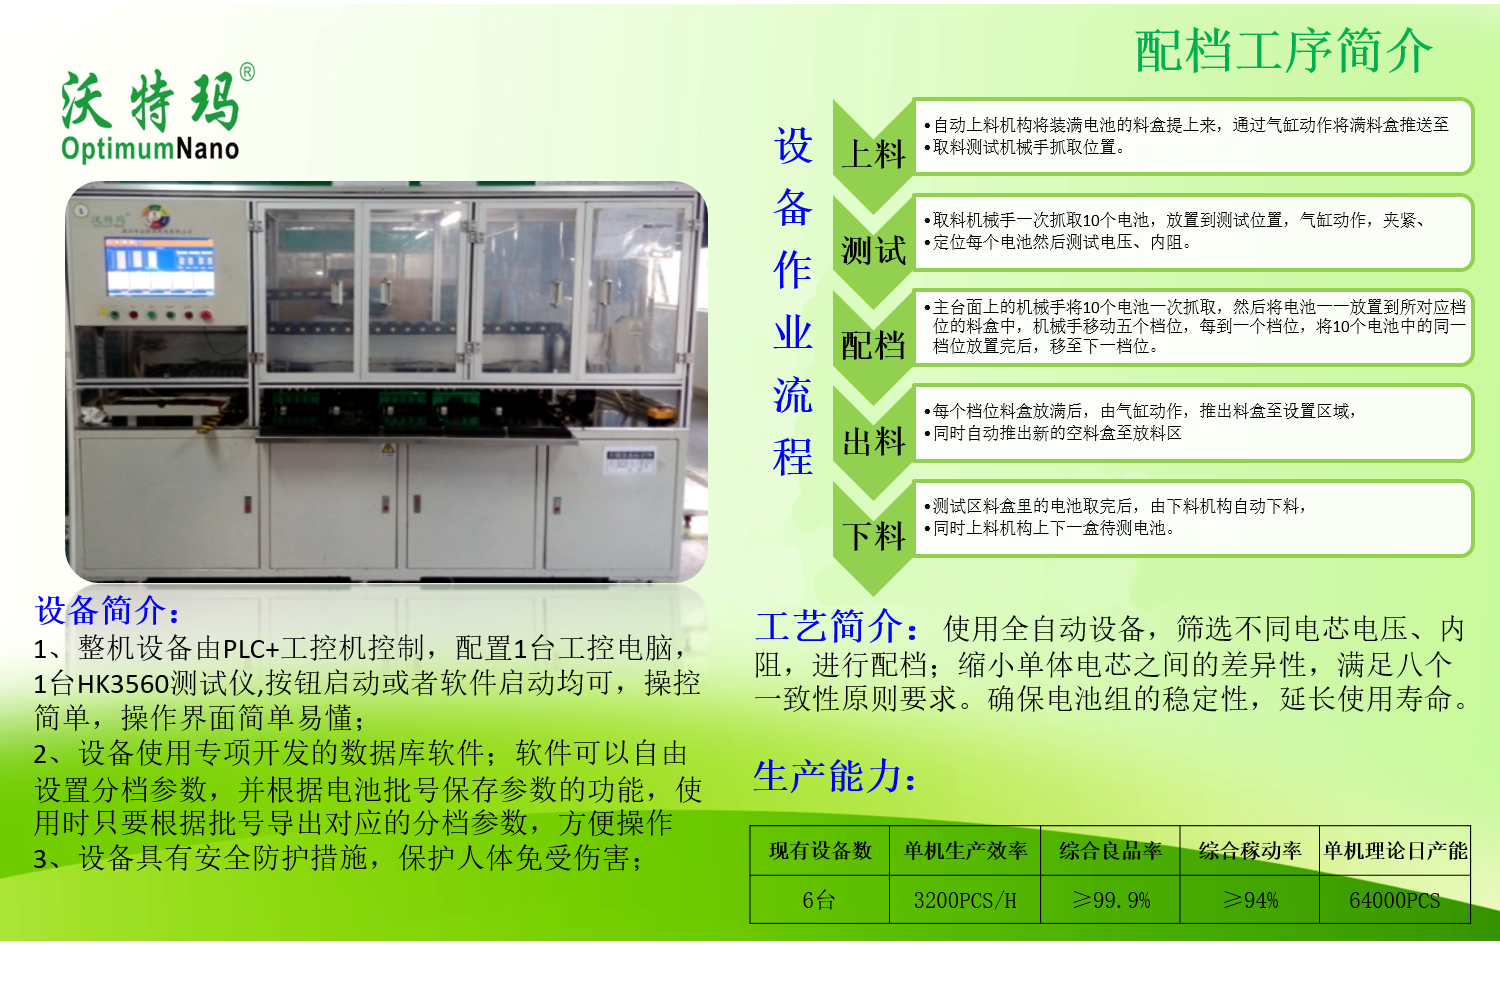 配档工序简介
沃特玛®
OptimumNano
设备简介：
1、整机设备由PLC+工控机控制，配置1台工控电脑，
1台HK3560测试仪,按钮启动或者软件启动均可，操控
简单，操作界面简单易懂；
2、设备使用专项开发的数据库软件；软件可以自由
设置分档参数，并根据电池批号保存参数的功能，使
用时只要根据批号导出对应的分档参数，方便操作
3、设备具有安全防护措施，保护人体免受伤害；
设备作业流程
上料
•自动上料机构将装满电池的料盒提上来，通过气缸动作将满料盒推送至
•取料测试机械手抓取位置。
测试
•取料机械手一次抓取10个电池，放置到测试位置，气缸动作，夹紧、
•定位每个电池然后测试电压、内阻。
配档
•主台面上的机械手将10个电池一次抓取，然后将电池一一放置到所对应档
位的料盒中，机械手移动五个档位，每到一个档位，将10个电池中的同一
档位放置完后，移至下一档位。
出料
•每个档位料盒放满后，由气缸动作，推出料盒至设置区域，
•同时自动推出新的空料盒至放料区
下料
•测试区料盒里的电池取完后，由下料机构自动下料，
•同时上料机构上下一盒待测电池。
工艺简介：使用全自动设备，筛选不同电芯电压、内
阻，进行配档；缩小单体电芯之间的差异性，满足八个
一致性原则要求。确保电池组的稳定性，延长使用寿命。
生产能力：
现有设备数 单机生产效率 综合良品率 综合稼动率 单机理论日产能
6台 3200PCS/H ≥99.9% ≥94% 64000PCS